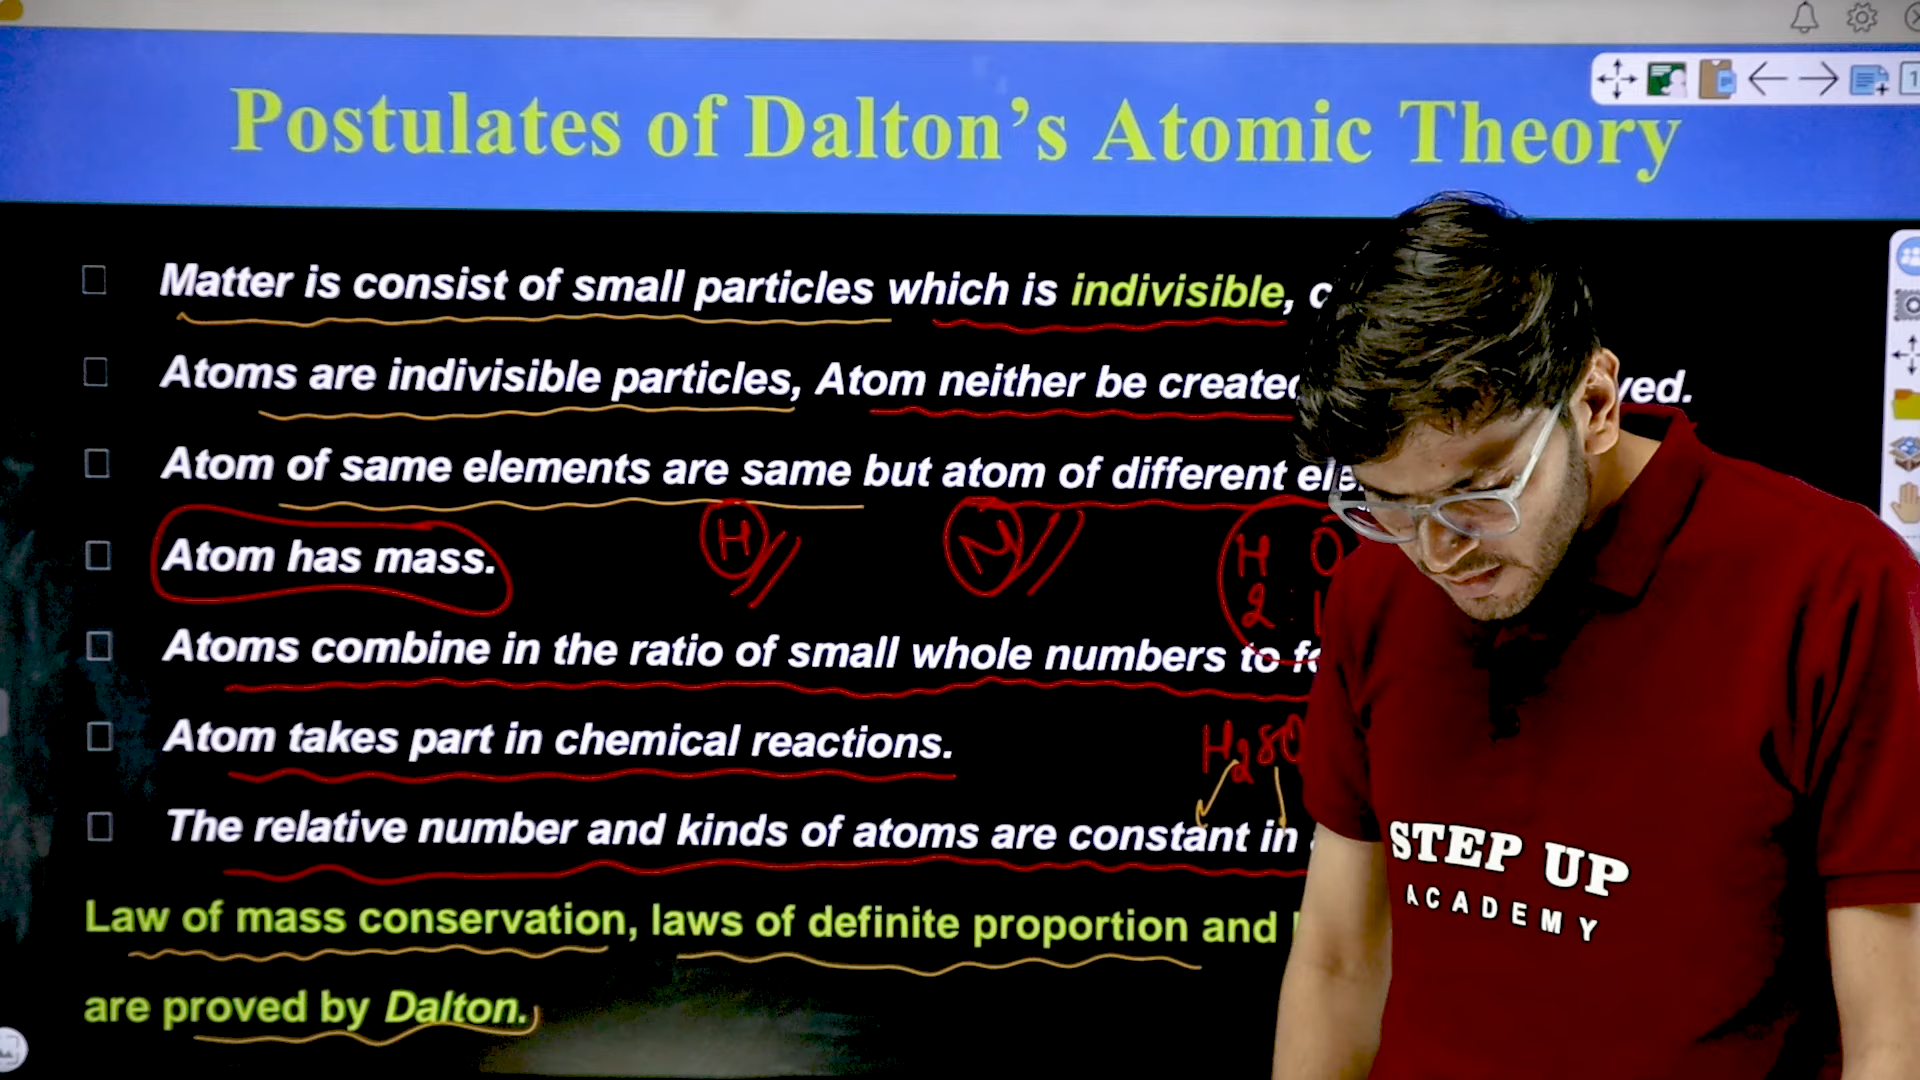 Postulates of Dalton's Atomic Theory
Matter is consist of small particles which is indivisible,
Atoms are indivisible particles, Atom neither be created
Atom of same elements are same but atom of different
Atom has mass.
H
N
H O
2 1
Atoms combine in the ratio of small whole numbers to
Atom takes part in chemical reactions.
H2SO
The relative number and kinds of atoms are constant in
Law of mass conservation, laws of definite proportion and
are proved by Dalton.
STEP UP
ACADEMY